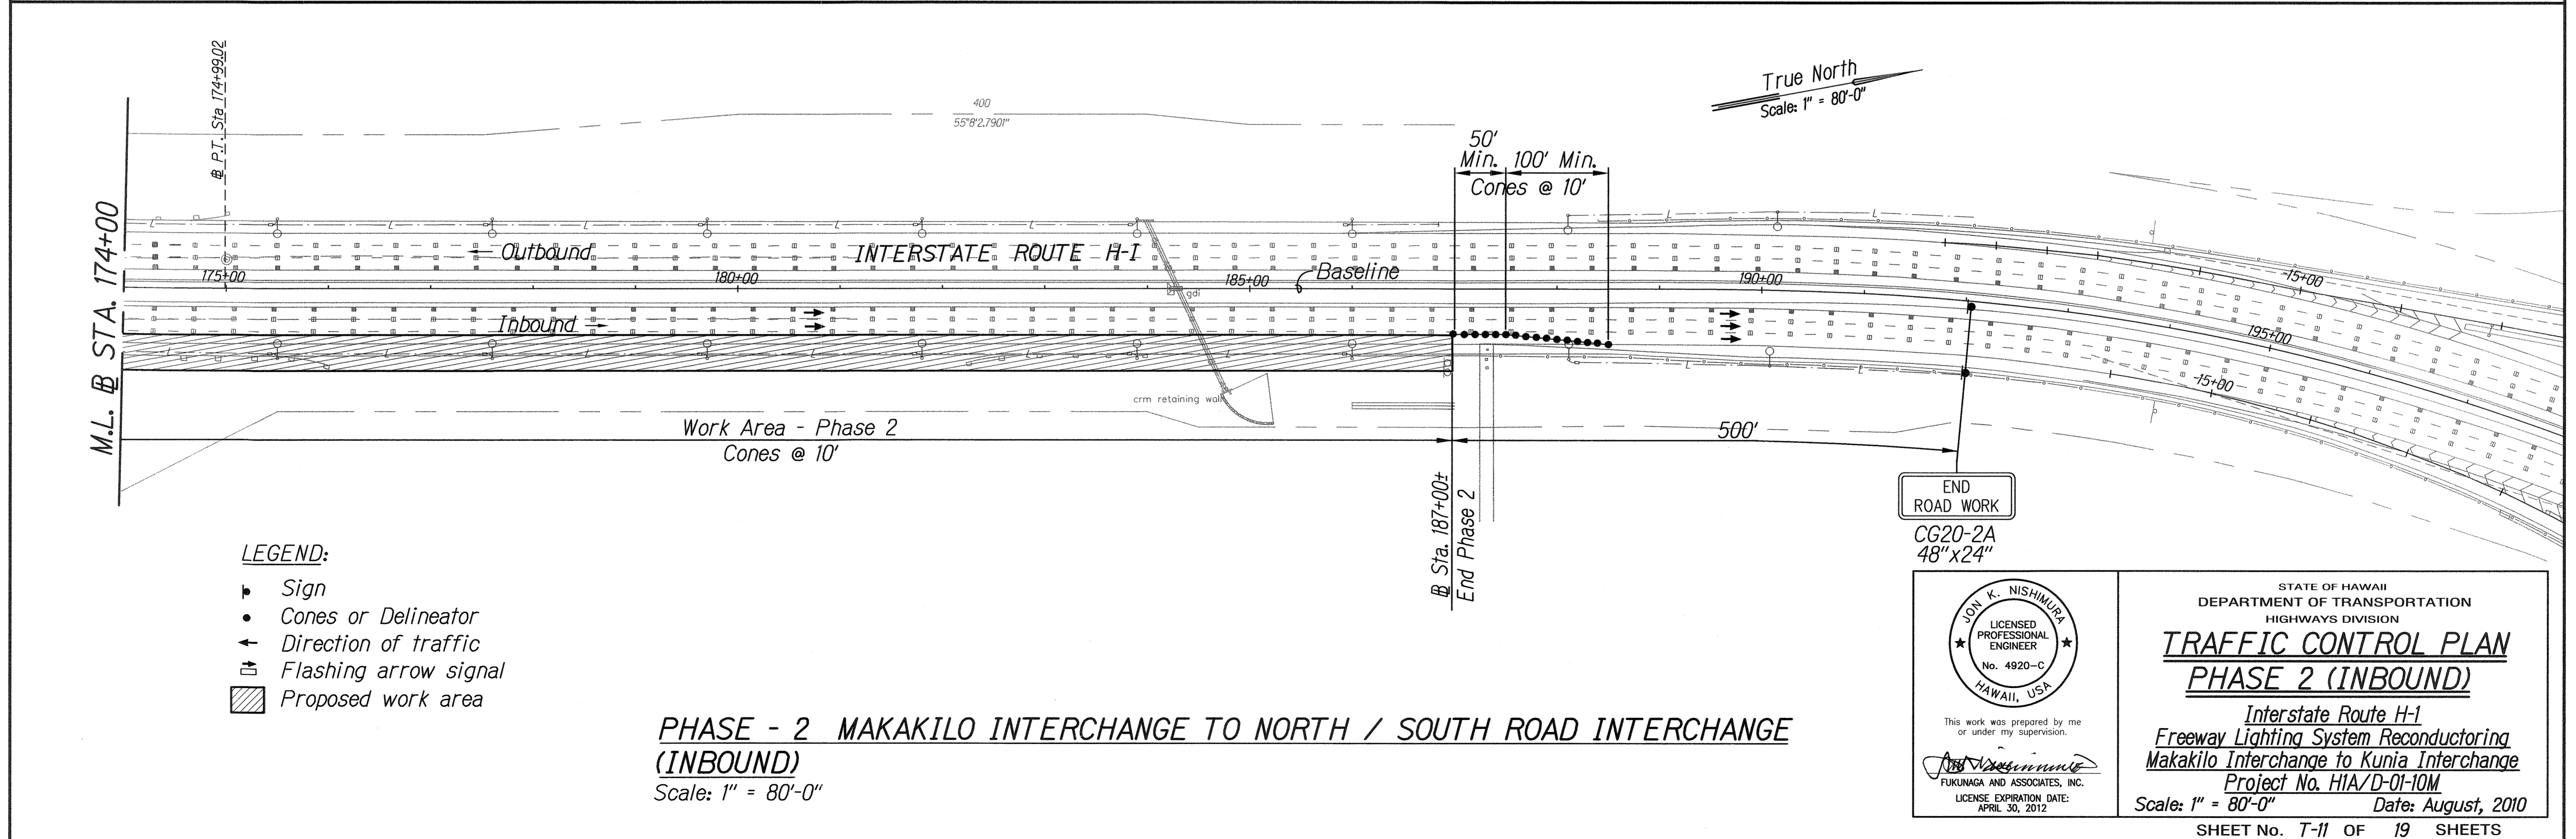 True North
Scale: 1" = 80'-0"
℄ P.T. Sta 174+99.02
400
55°8'2.7901"
50'
Min.
100' Min.
Cones @ 10'
M.L. ℄ STA. 174+00
L L L L L L L
Outbound
INTERSTATE ROUTE H-1
175+00
180+00
185+00
Baseline
190+00
195+00
-15+00
-15+00
gdi
Inbound
L L L L L L L
crm retaining wall
Work Area - Phase 2
Cones @ 10'
500'
℄ Sta. 187+00±
End Phase 2
END
ROAD WORK
CG20-2A
48"x24"
LEGEND:
Sign
Cones or Delineator
Direction of traffic
Flashing arrow signal
Proposed work area
PHASE - 2 MAKAKILO INTERCHANGE TO NORTH / SOUTH ROAD INTERCHANGE
(INBOUND)
Scale: 1" = 80'-0"
JON K. NISHIMURA
LICENSED
PROFESSIONAL
ENGINEER
No. 4920-C
HAWAII, USA
This work was prepared by me
or under my supervision.
FUKUNAGA AND ASSOCIATES, INC.
LICENSE EXPIRATION DATE:
APRIL 30, 2012
STATE OF HAWAII
DEPARTMENT OF TRANSPORTATION
HIGHWAYS DIVISION
TRAFFIC CONTROL PLAN
PHASE 2 (INBOUND)
Interstate Route H-1
Freeway Lighting System Reconductoring
Makakilo Interchange to Kunia Interchange
Project No. H1A/D-01-10M
Scale: 1" = 80'-0" Date: August, 2010
SHEET No. T-11 OF 19 SHEETS